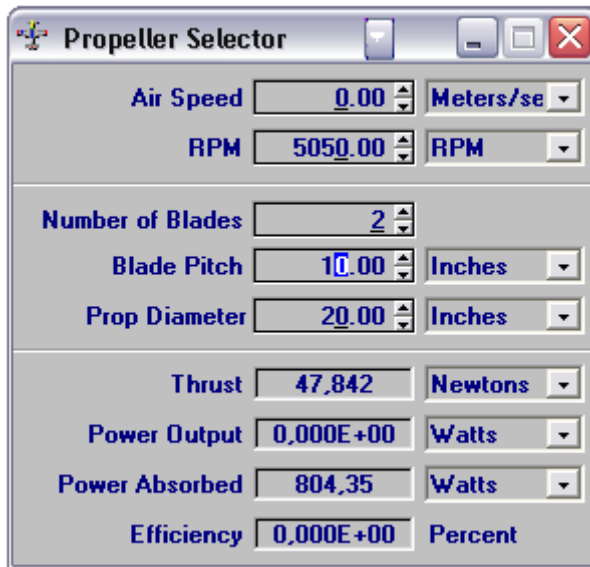 Propeller Selector
Air Speed 0.00 Meters/se
RPM 5050.00 RPM
Number of Blades 2
Blade Pitch 10.00 Inches
Prop Diameter 20.00 Inches
Thrust 47,842 Newtons
Power Output 0,000E+00 Watts
Power Absorbed 804,35 Watts
Efficiency 0,000E+00 Percent